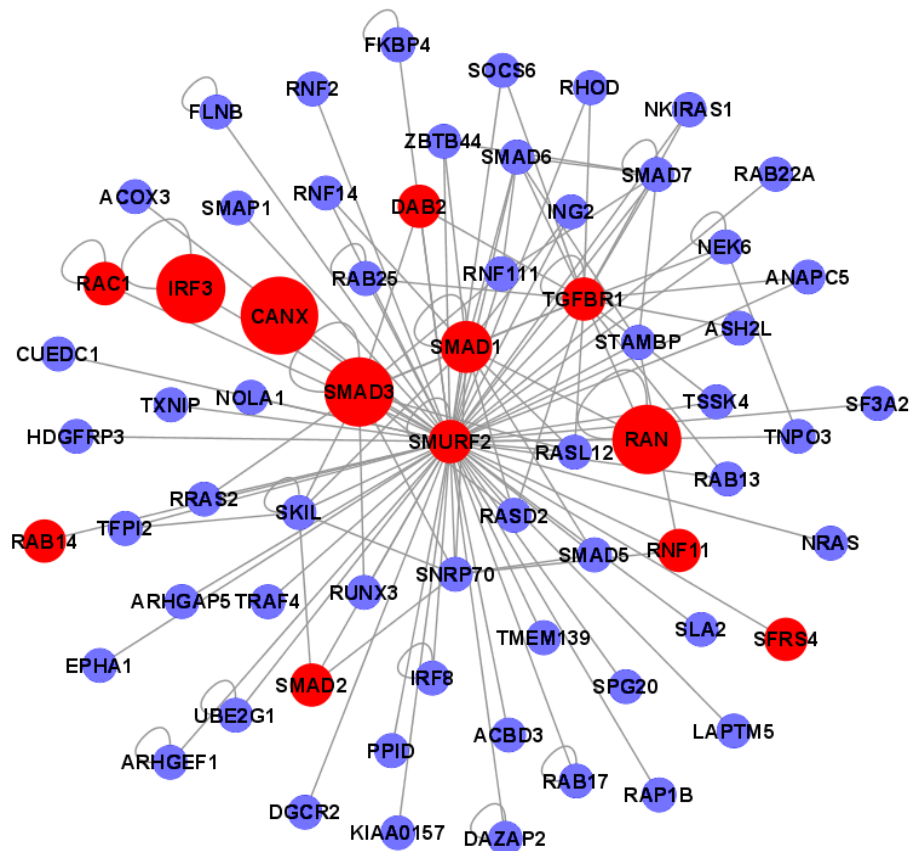 FKBP4
SOCS6
RHOD
RNF2
NKIRAS1
FLNB
ZBTB44
SMAD6
SMAD7
RAB22A
ACOX3
RNF14
SMAP1
DAB2
ING2
NEK6
RAC1
IRF3
RAB25
RNF111
ANAPC5
TGFBR1
CANX
ASH2L
SMAD1
STAMBP
CUEDC1
SMAD3
NOLA1
TXNIP
TSSK4
SF3A2
HDGFRP3
SMURF2
RAN
TNPO3
RASL12
RAB13
RRAS2
SKIL
RASD2
TFPI2
RAB14
SMAD5
RNF11
NRAS
SNRP70
ARHGAP5
TRAF4
RUNX3
TMEM139
SLA2
SFRS4
EPHA1
SMAD2
IRF8
SPG20
UBE2G1
LAPTM5
ACBD3
PPID
ARHGEF1
RAB17
RAP1B
DGCR2
KIAA0157
DAZAP2